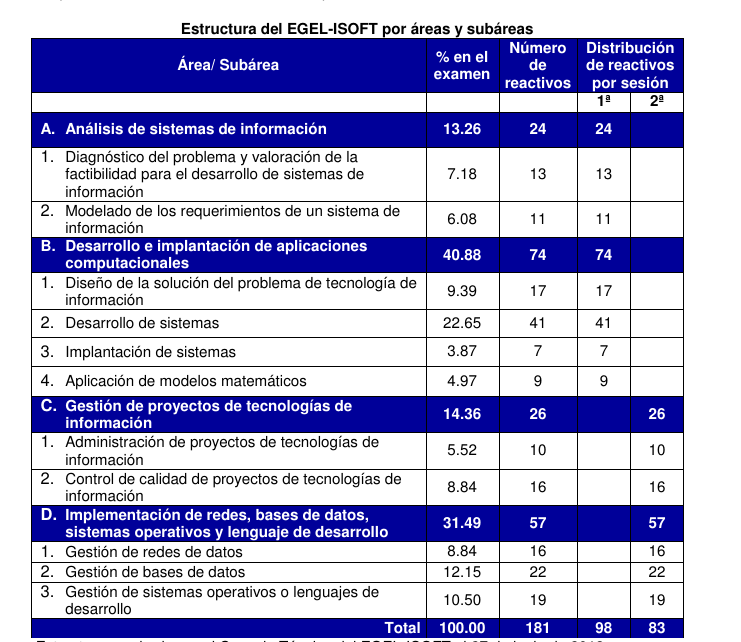 Estructura del EGEL-ISOFT por áreas y subáreas
Área/ Subárea
% en el
examen
Número
de
reactivos
Distribución
de reactivos
por sesión
1ª 2ª
A. Análisis de sistemas de información 13.26 24 24
1. Diagnóstico del problema y valoración de la
factibilidad para el desarrollo de sistemas de
información
7.18 13 13
2. Modelado de los requerimientos de un sistema de
información
6.08 11 11
B. Desarrollo e implantación de aplicaciones
computacionales
40.88 74 74
1. Diseño de la solución del problema de tecnología de
información
9.39 17 17
2. Desarrollo de sistemas 22.65 41 41
3. Implantación de sistemas 3.87 7 7
4. Aplicación de modelos matemáticos 4.97 9 9
C. Gestión de proyectos de tecnologías de
información
14.36 26 26
1. Administración de proyectos de tecnologías de
información
5.52 10 10
2. Control de calidad de proyectos de tecnologías de
información
8.84 16 16
D. Implementación de redes, bases de datos,
sistemas operativos y lenguaje de desarrollo
31.49 57 57
1. Gestión de redes de datos 8.84 16 16
2. Gestión de bases de datos 12.15 22 22
3. Gestión de sistemas operativos o lenguajes de
desarrollo
10.50 19 19
Total 100.00 181 98 83